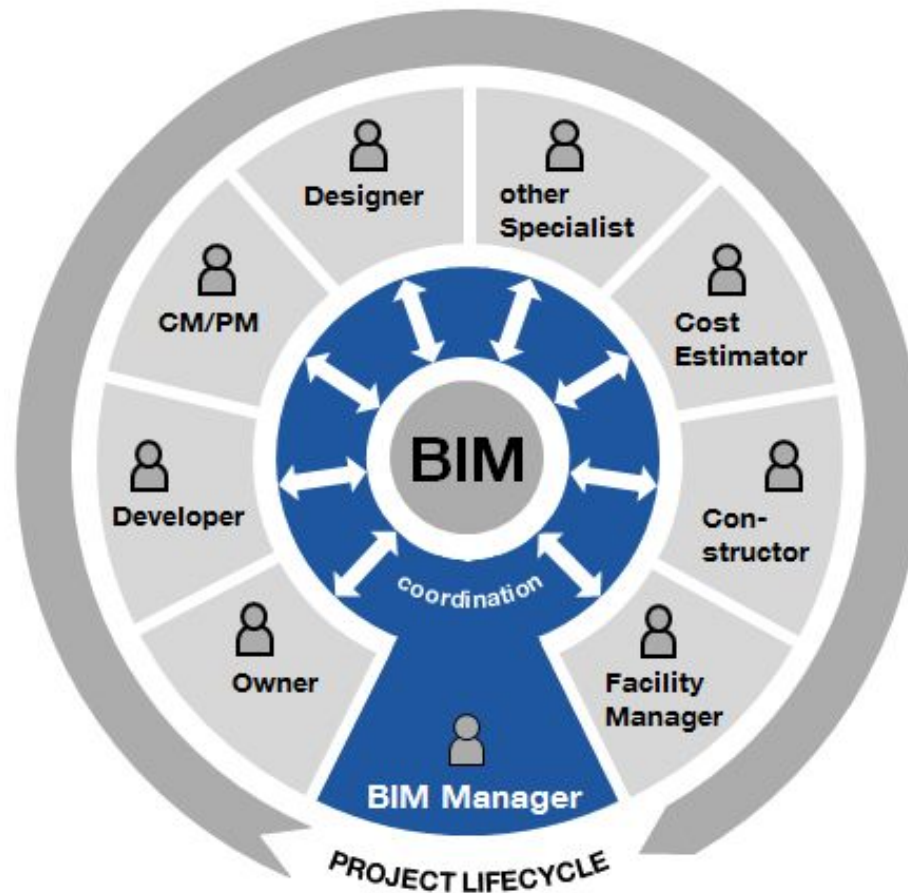 Designer
other
Specialist
CM/PM
Cost
Estimator
BIM
Developer
Con-
structor
coordination
Owner
Facility
Manager
BIM Manager
PROJECT LIFECYCLE